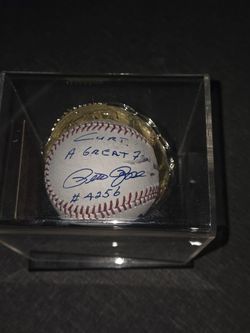 CURT
A GREAT
Pete Rose
#4256